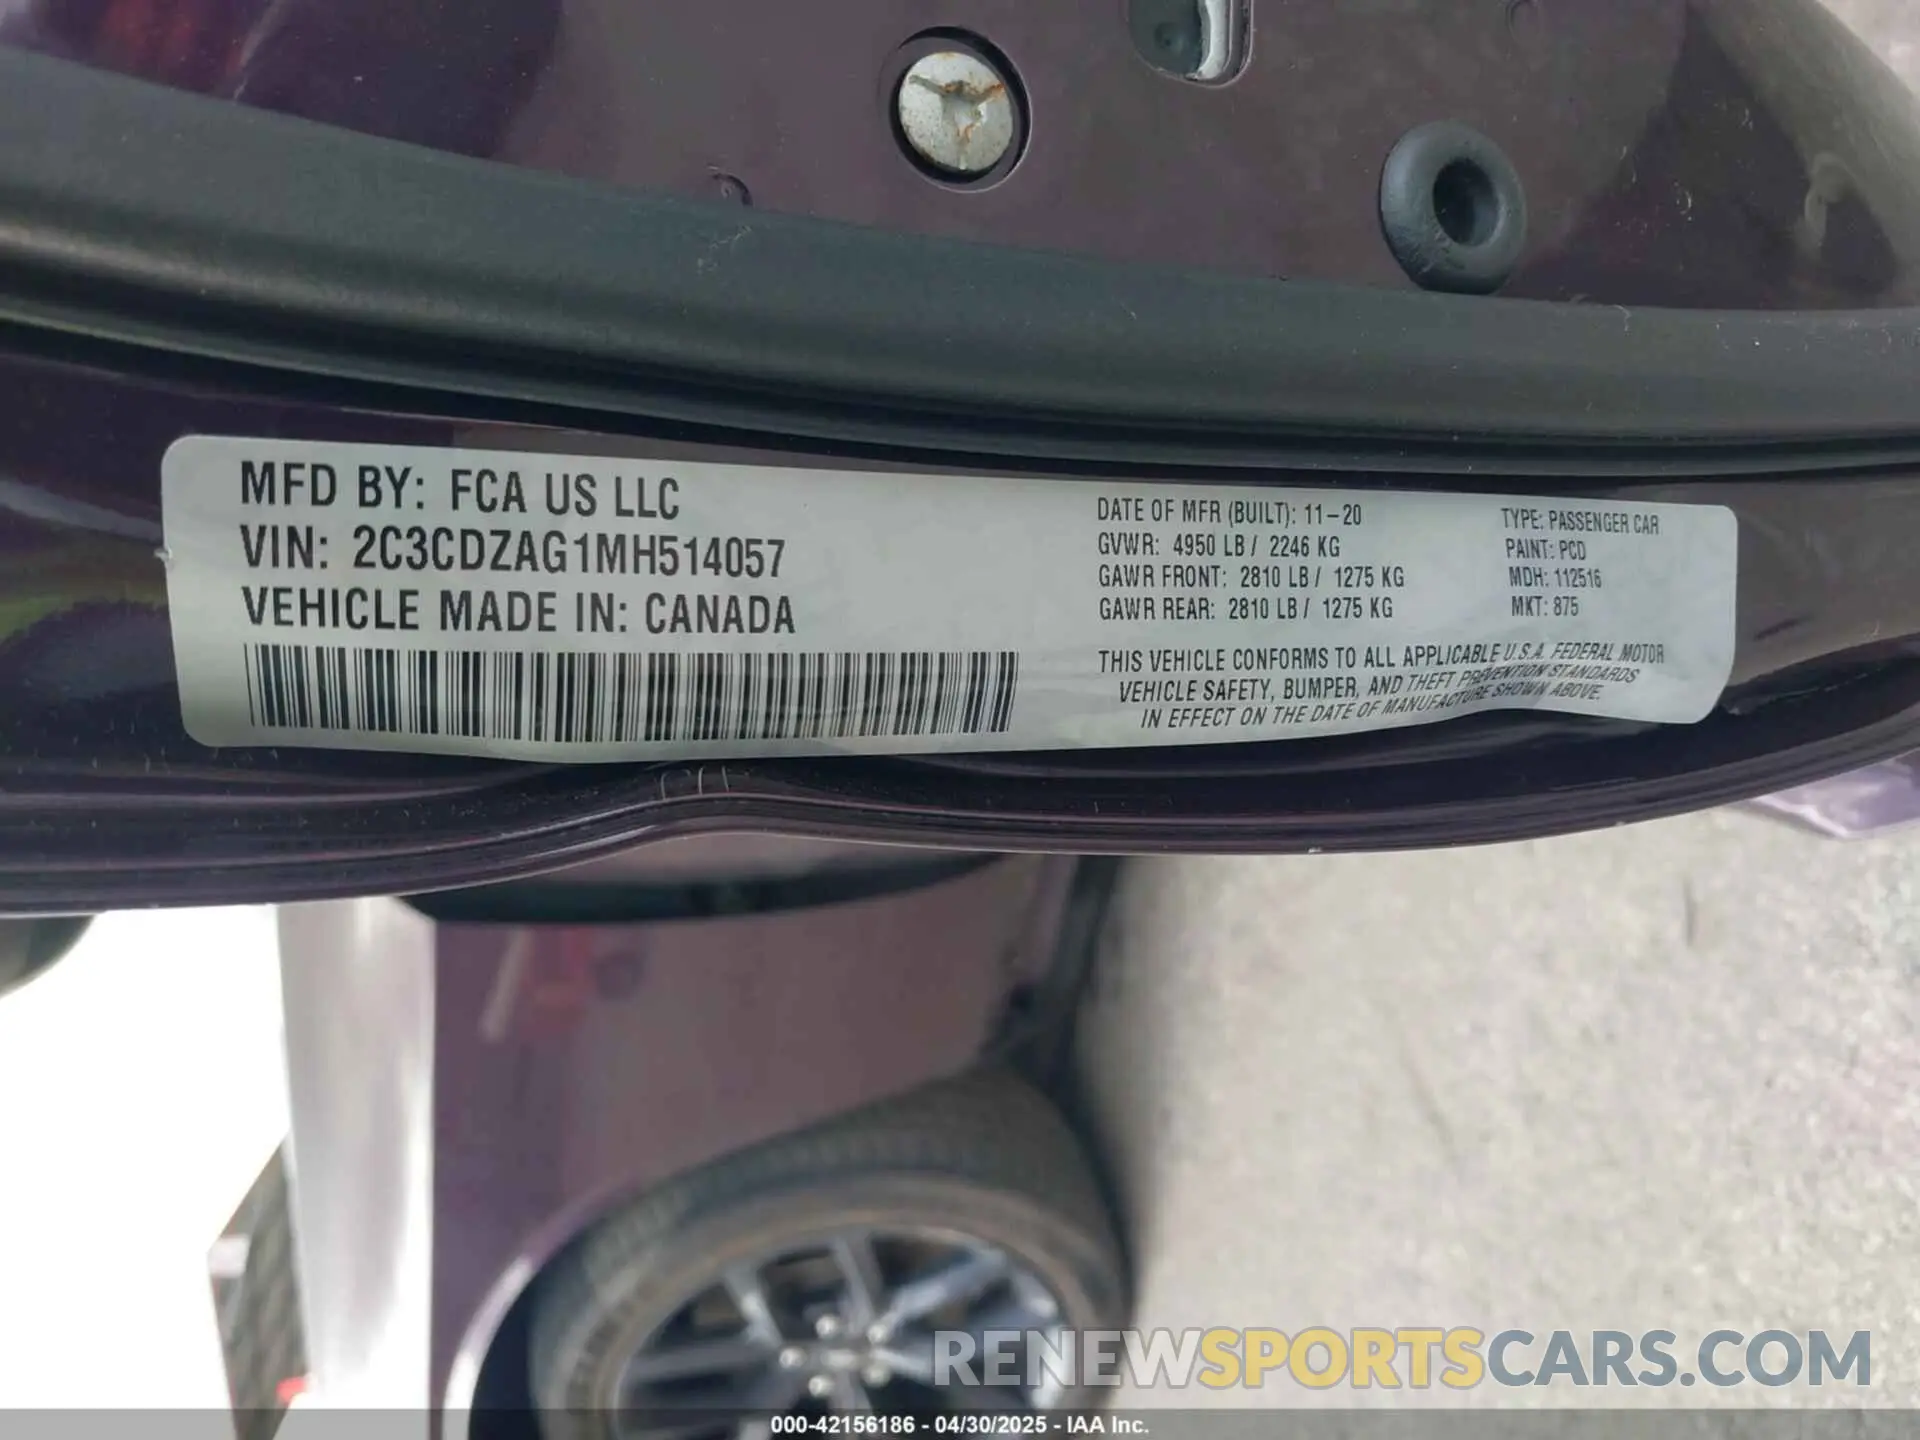 MFD BY: FCA US LLC
VIN: 2C3CDZAG1MH514057
VEHICLE MADE IN: CANADA
DATE OF MFR (BUILT): 11-20
GVWR: 4950 LB / 2246 KG
GAWR FRONT: 2810 LB / 1275 KG
GAWR REAR: 2810 LB / 1275 KG
TYPE: PASSENGER CAR
PAINT: PCD
MDH: 112516
MKT: 875
THIS VEHICLE CONFORMS TO ALL APPLICABLE U.S.A. FEDERAL MOTOR
VEHICLE SAFETY, BUMPER, AND THEFT PREVENTION STANDARDS
IN EFFECT ON THE DATE OF MANUFACTURE SHOWN ABOVE.
RENEWSPORTSCARS.COM
000-42156186 - 04/30/2025 - IAA Inc.